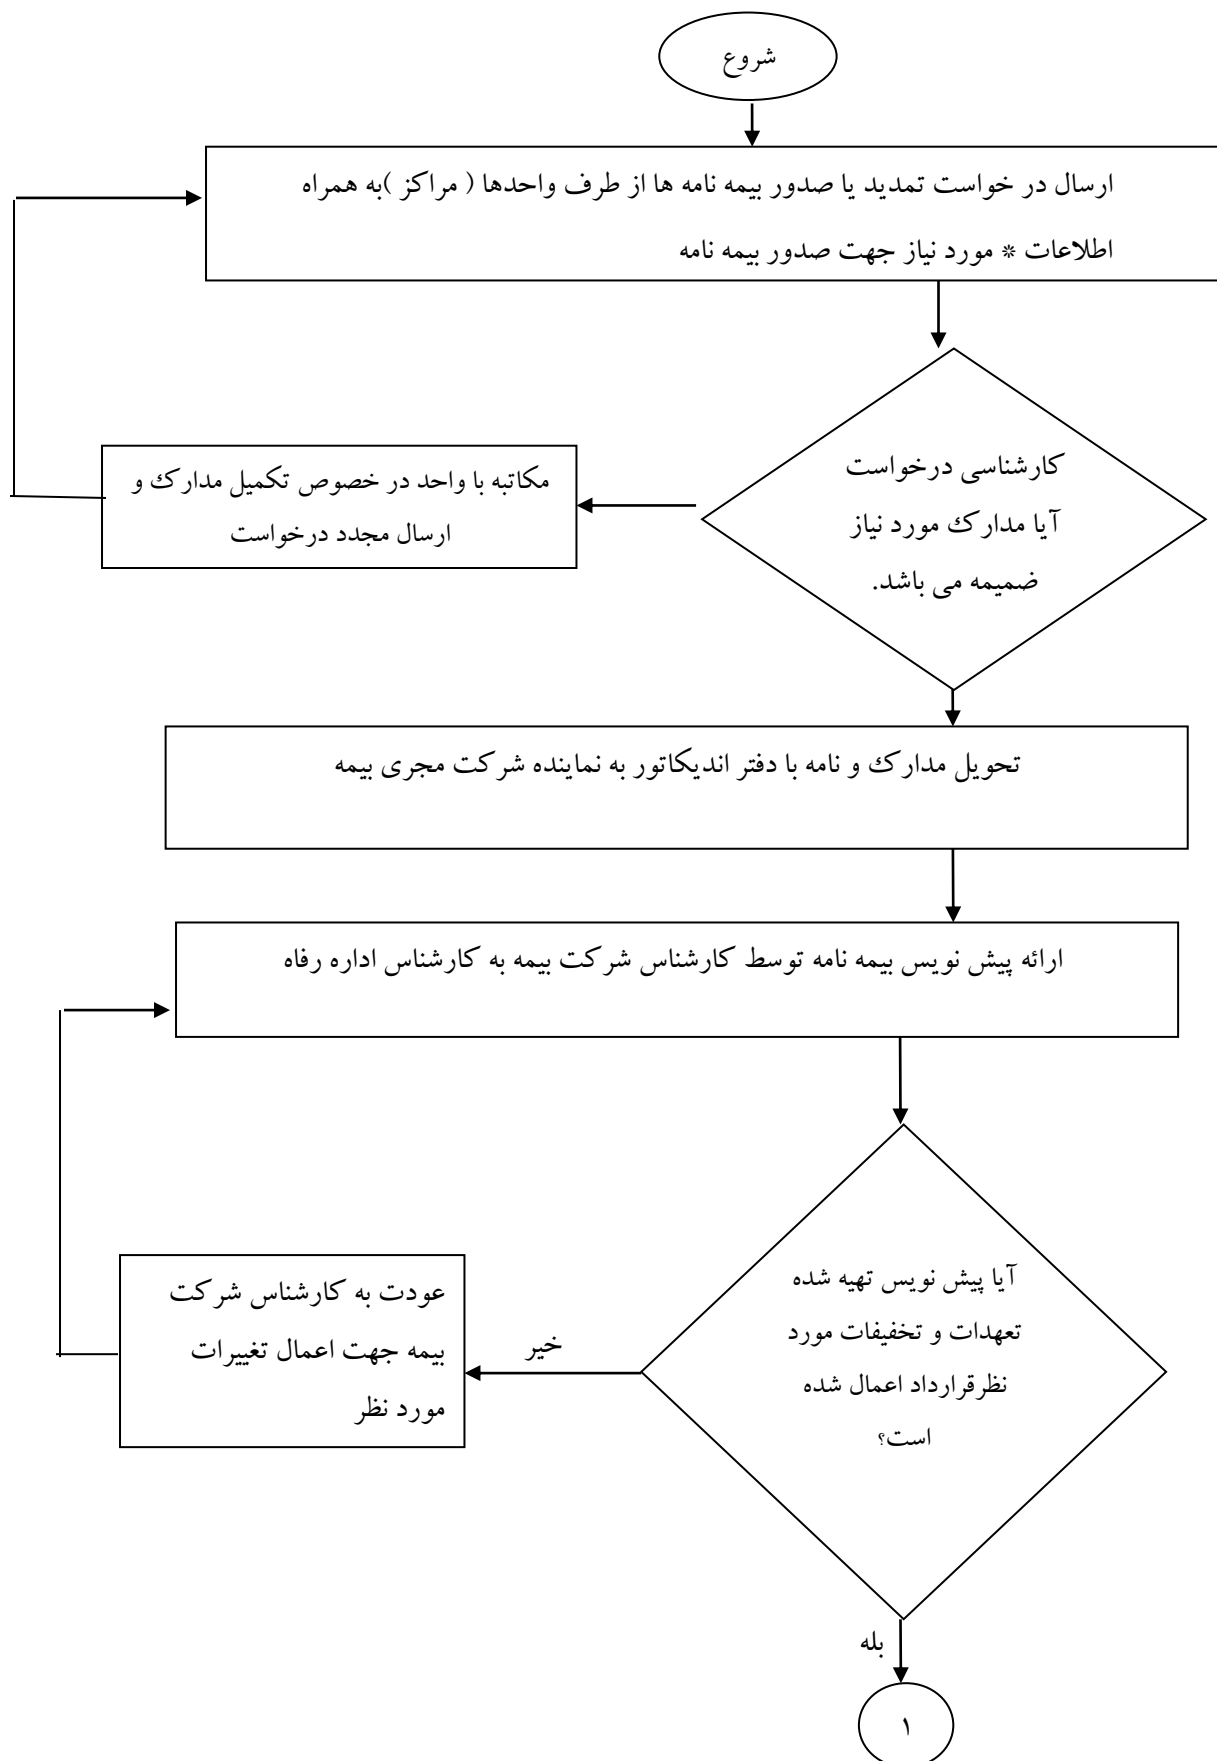 شروع
ارسال در خواست تمدید یا صدور بیمه نامه ها از طرف واحدها ( مراکز )به همراه
اطلاعات * مورد نیاز جهت صدور بیمه نامه
کارشناسی درخواست
آیا مدارک مورد نیاز
ضمیمه می باشد.
مکاتبه با واحد در خصوص تکمیل مدارک و
ارسال مجدد درخواست
تحویل مدارک و نامه با دفتر اندیکاتور به نماینده شرکت مجری بیمه
ارائه پیش نویس بیمه نامه توسط کارشناس شرکت بیمه به کارشناس اداره رفاه
آیا پیش نویس تهیه شده
تعهدات و تخفیفات مورد
نظرقرارداد اعمال شده
است؟
خیر
عودت به کارشناس شرکت
بیمه جهت اعمال تغییرات
مورد نظر
بله
۱